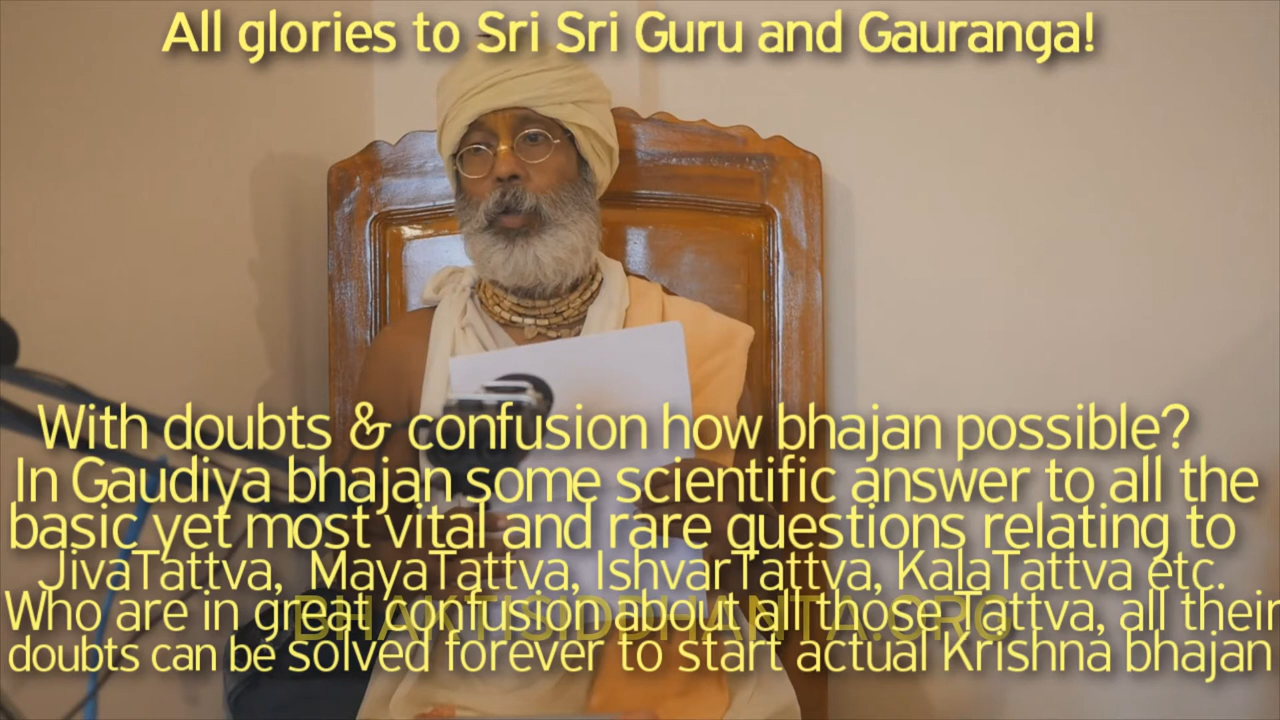 All glories to Sri Sri Guru and Gauranga!
With doubts & confusion how bhajan possible?
In Gaudiya bhajan some scientific answer to all the
basic yet most vital and rare questions relating to
JivaTattva, MayaTattva, IshvarTattva, KalaTattva etc.
Who are in great confusion about all those Tattva, all their
BHAKTISIDDHANTA.ORG
doubts can be solved forever to start actual Krishna bhajan